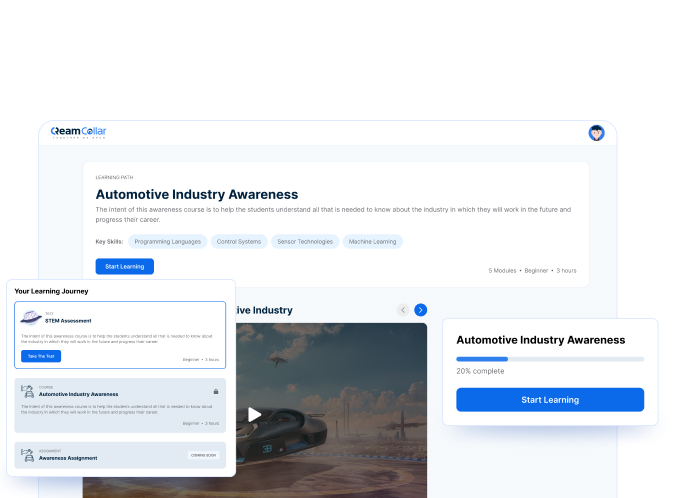 QreamCollar
TOGETHER WE STEM
LEARNING PATH
Automotive Industry Awareness
The intent of this awareness course is to help the students understand all that is needed to know about the industry in which they will work in the future and
progress their career.
Key Skills: Programming Languages Control Systems Sensor Technologies Machine Learning
Start Learning
5 Modules • Beginner • 3 hours
Your Learning Journey
TEST
STEM Assessment
The intent of this awareness course is to help the students understand all that is needed to know about
the industry in which they will work in the future and progress their career.
Take The Test
Beginner • 3 hours
COURSE
Automotive Industry Awareness
The intent of this awareness course is to help the students understand all that is needed to know about
the industry in which they will work in the future and progress their career.
Beginner • 3 hours
ASSIGNMENT
Awareness Assignment
COMING SOON
ive Industry
Automotive Industry Awareness
20% complete
Start Learning